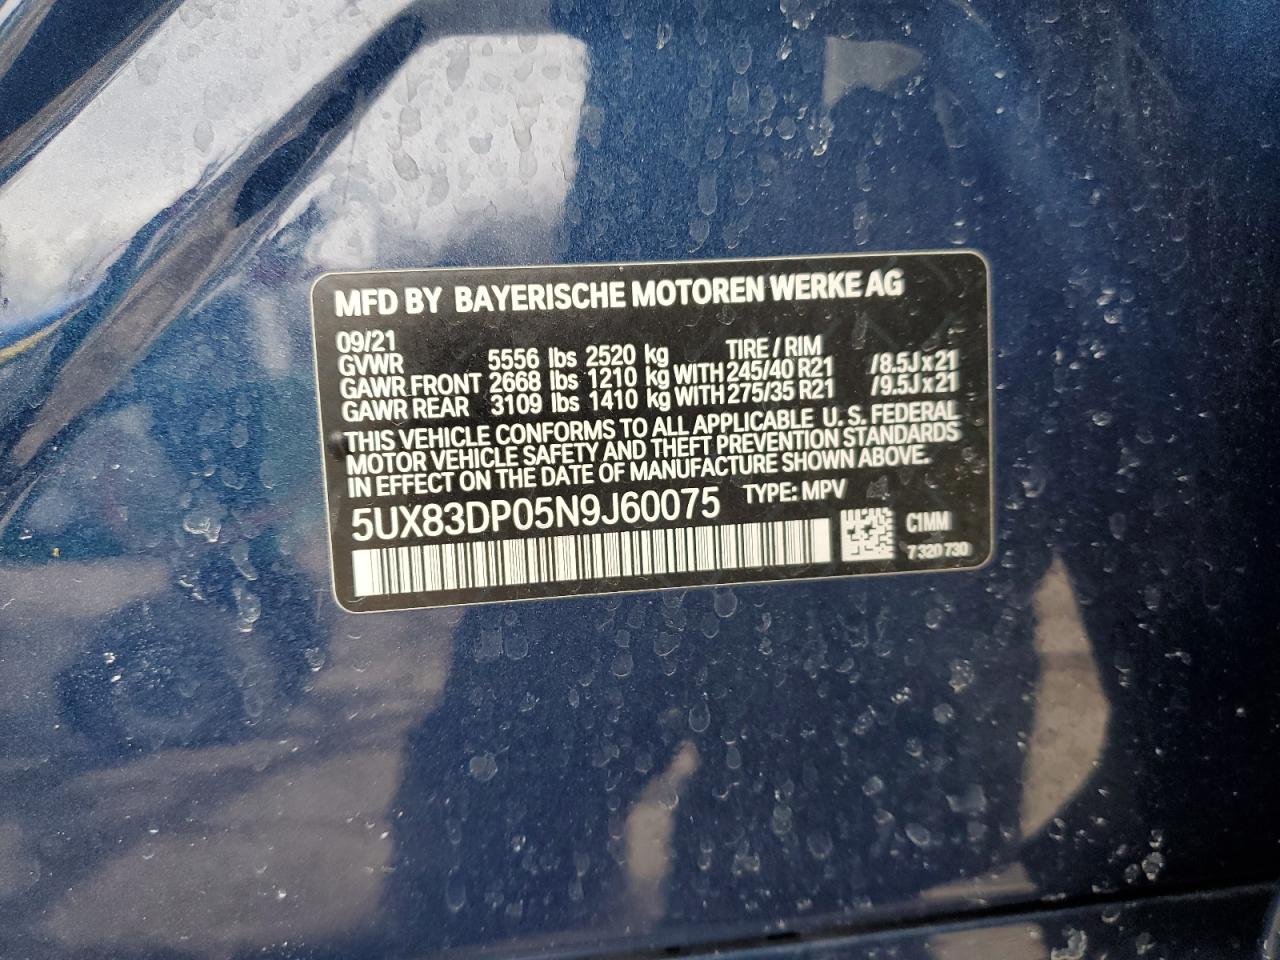 MFD BY BAYERISCHE MOTOREN WERKE AG
09/21 TIRE / RIM
GVWR 5556 lbs 2520 kg
GAWR FRONT 2668 lbs 1210 kg WITH 245/40 R21 /8.5J x 21
GAWR REAR 3109 lbs 1410 kg WITH 275/35 R21 /9.5J x 21
THIS VEHICLE CONFORMS TO ALL APPLICABLE U. S. FEDERAL
MOTOR VEHICLE SAFETY AND THEFT PREVENTION STANDARDS
IN EFFECT ON THE DATE OF MANUFACTURE SHOWN ABOVE.
5UX83DP05N9J60075 TYPE: MPV
C1MM
7 320 730